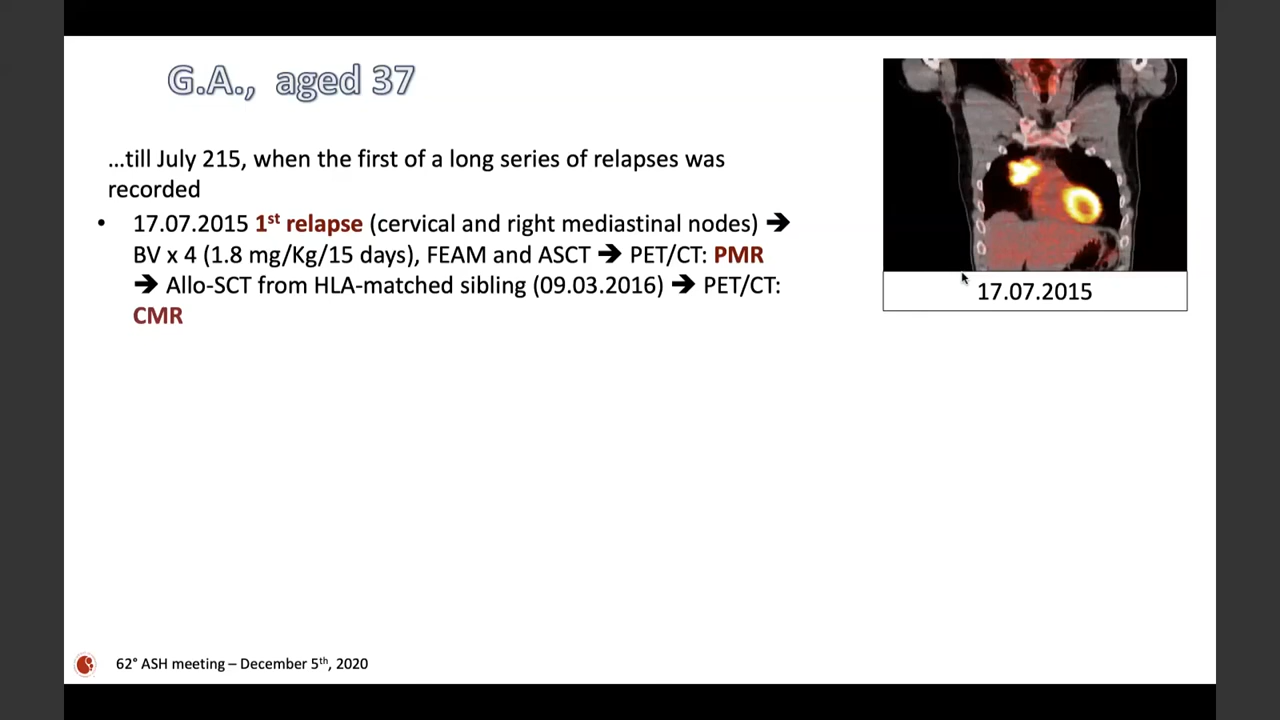 G.A., aged 37
...till July 215, when the first of a long series of relapses was
recorded
• 17.07.2015 1st relapse (cervical and right mediastinal nodes) ➔
BV x 4 (1.8 mg/Kg/15 days), FEAM and ASCT ➔ PET/CT: PMR
➔ Allo-SCT from HLA-matched sibling (09.03.2016) ➔ PET/CT:
CMR
17.07.2015
62° ASH meeting – December 5th, 2020